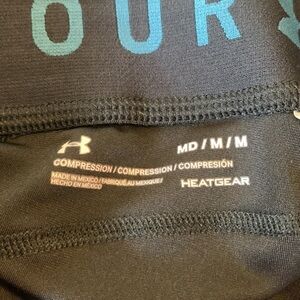 OUR
MD / M / M
COMPRESSION / COMPRESSION / COMPRESIÓN
MADE IN MEXICO / FABRIQUÉ AU MEXIQUE /
HECHO EN MÉXICO
HEATGEAR